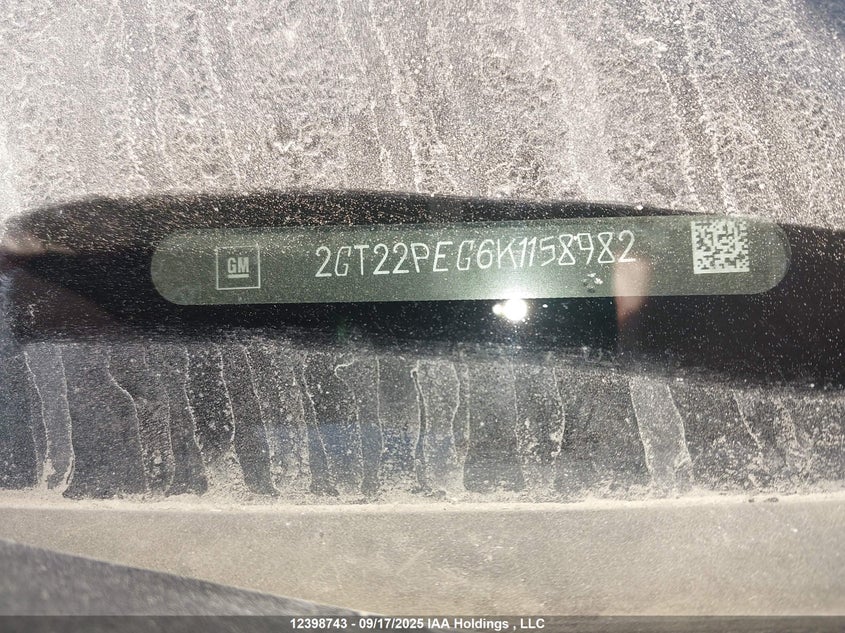 GM 2GT22PEG6K1158982
12398743 - 09/17/2025 IAA Holdings , LLC